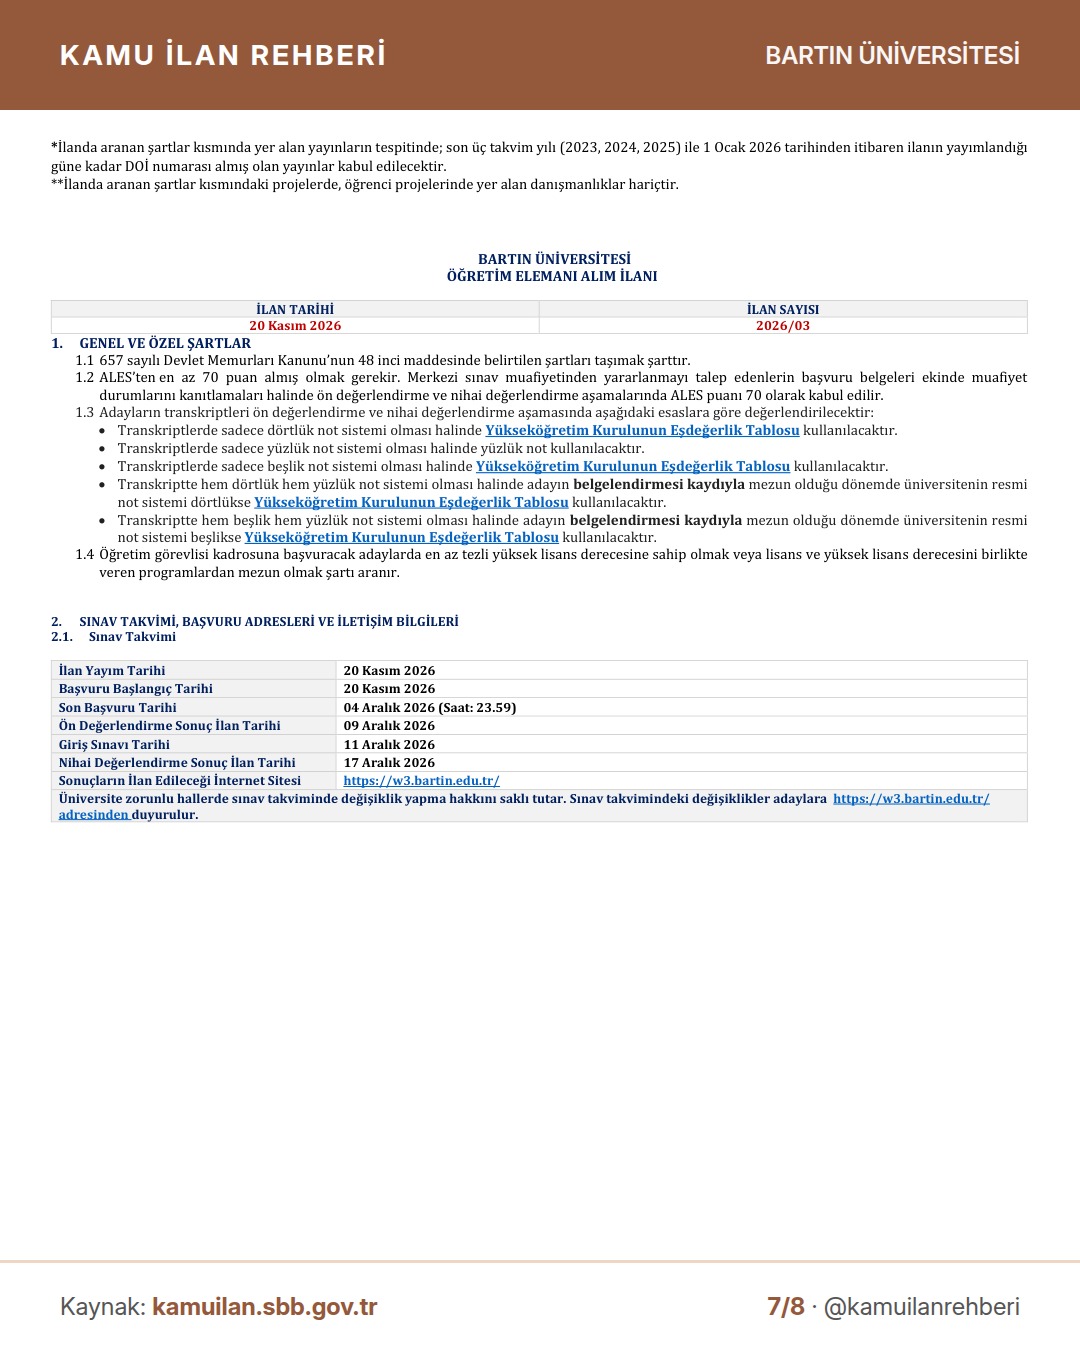 KAMU İLAN REHBERİ
BARTIN ÜNİVERSİTESİ
*İlanda aranan şartlar kısmında yer alan yayınların tespitinde; son üç takvim yılı (2023, 2024, 2025) ile 1 Ocak 2026 tarihinden itibaren ilanın yayımlandığı
güne kadar DOİ numarası almış olan yayınlar kabul edilecektir.
**İlanda aranan şartlar kısmındaki projelerde, öğrenci projelerinde yer alan danışmanlıklar hariçtir.
BARTIN ÜNİVERSİTESİ
ÖĞRETİM ELEMANI ALIM İLANI
İLAN TARİHİ İLAN SAYISI
20 Kasım 2026 2026/03
1. GENEL VE ÖZEL ŞARTLAR
1.1 657 sayılı Devlet Memurları Kanunu’nun 48 inci maddesinde belirtilen şartları taşımak şarttır.
1.2 ALES’ten en az 70 puan almış olmak gerekir. Merkezi sınav muafiyetinden yararlanmayı talep edenlerin başvuru belgeleri ekinde muafiyet
durumlarını kanıtlamaları halinde ön değerlendirme ve nihai değerlendirme aşamalarında ALES puanı 70 olarak kabul edilir.
1.3 Adayların transkriptleri ön değerlendirme ve nihai değerlendirme aşamasında aşağıdaki esaslara göre değerlendirilecektir:
• Transkriptlerde sadece dörtlük not sistemi olması halinde Yükseköğretim Kurulunun Eşdeğerlik Tablosu kullanılacaktır.
• Transkriptlerde sadece yüzlük not sistemi olması halinde yüzlük not kullanılacaktır.
• Transkriptlerde sadece beşlik not sistemi olması halinde Yükseköğretim Kurulunun Eşdeğerlik Tablosu kullanılacaktır.
• Transkriptte hem dörtlük hem yüzlük not sistemi olması halinde adayın belgelendirmesi kaydıyla mezun olduğu dönemde üniversitenin resmi
not sistemi dörtlükse Yükseköğretim Kurulunun Eşdeğerlik Tablosu kullanılacaktır.
• Transkriptte hem beşlik hem yüzlük not sistemi olması halinde adayın belgelendirmesi kaydıyla mezun olduğu dönemde üniversitenin resmi
not sistemi beşlikse Yükseköğretim Kurulunun Eşdeğerlik Tablosu kullanılacaktır.
1.4 Öğretim görevlisi kadrosuna başvuracak adaylarda en az tezli yüksek lisans derecesine sahip olmak veya lisans ve yüksek lisans derecesini birlikte
veren programlardan mezun olmak şartı aranır.
2. SINAV TAKVİMİ, BAŞVURU ADRESLERİ VE İLETİŞİM BİLGİLERİ
2.1. Sınav Takvimi
İlan Yayım Tarihi 20 Kasım 2026
Başvuru Başlangıç Tarihi 20 Kasım 2026
Son Başvuru Tarihi 04 Aralık 2026 (Saat: 23.59)
Ön Değerlendirme Sonuç İlan Tarihi 09 Aralık 2026
Giriş Sınavı Tarihi 11 Aralık 2026
Nihai Değerlendirme Sonuç İlan Tarihi 17 Aralık 2026
Sonuçların İlan Edileceği İnternet Sitesi https://w3.bartin.edu.tr/
Üniversite zorunlu hallerde sınav takviminde değişiklik yapma hakkını saklı tutar. Sınav takvimindeki değişiklikler adaylara https://w3.bartin.edu.tr/
adresinden duyurulur.
Kaynak: kamuilan.sbb.gov.tr
7/8 · @kamuilanrehberi